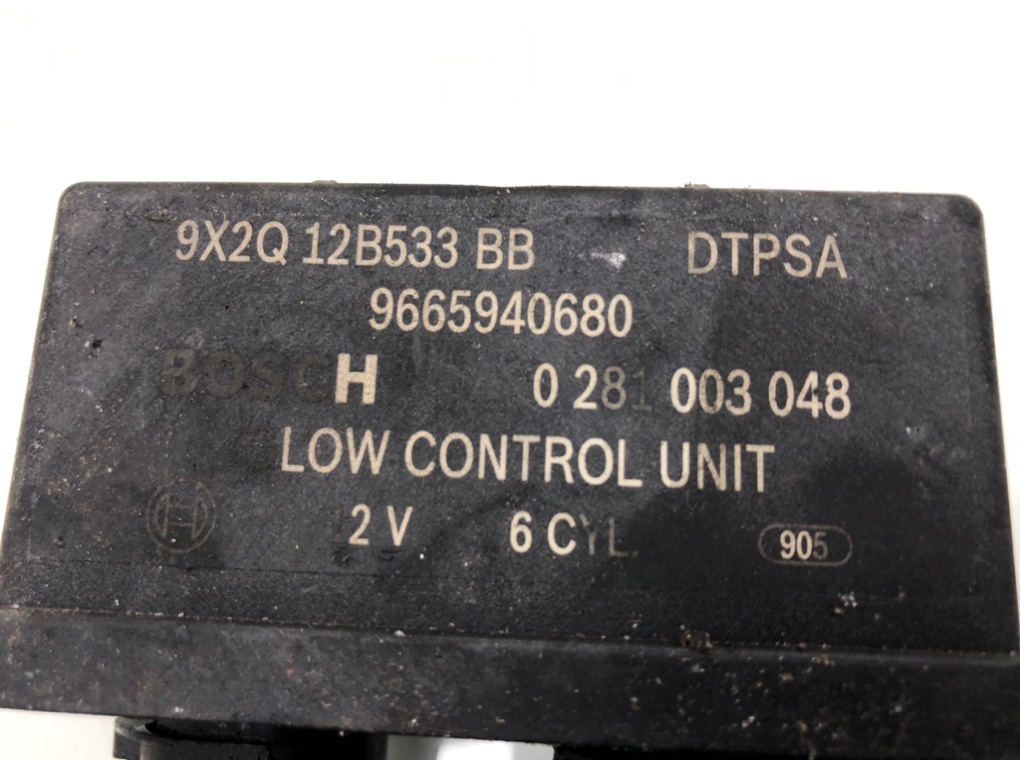 9X2Q 12B533 BB DTPSA
9665940680
BOSCH 0 281 003 048
LOW CONTROL UNIT
2 V 6 CYL. 905